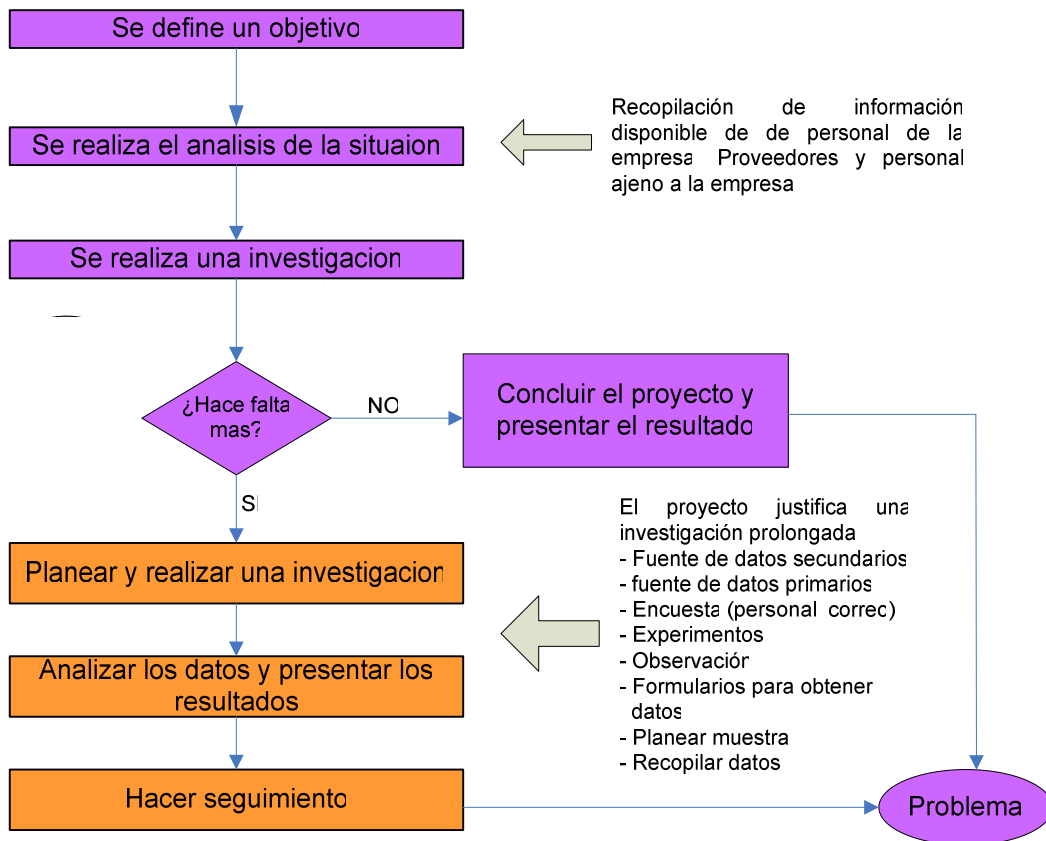 Se define un objetivo
Se realiza el analisis de la situaion
Recopilación de información
disponible de de personal de la
empresa Proveedores y personal
ajeno a la empresa
Se realiza una investigacion
¿Hace falta
mas?
NO
Concluir el proyecto y
presentar el resultado
SI
El proyecto justifica una
investigación prolongada
- Fuente de datos secundarios
- fuente de datos primarios
- Encuesta (personal correc)
- Experimentos
- Observación
- Formularios para obtener
datos
- Planear muestra
- Recopilar datos
Planear y realizar una investigacion
Analizar los datos y presentar los
resultados
Hacer seguimiento
Problema